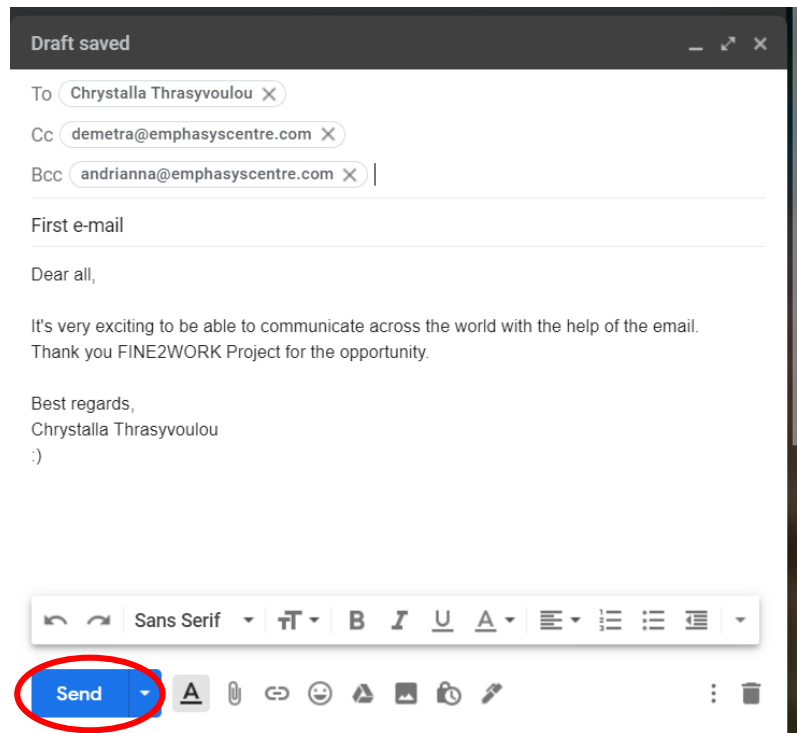 Draft saved
To Chrystalla Thrasyvoulou
Cc demetra@emphasyscentre.com
Bcc andrianna@emphasyscentre.com
First e-mail
Dear all,
It's very exciting to be able to communicate across the world with the help of the email.
Thank you FINE2WORK Project for the opportunity.
Best regards,
Chrystalla Thrasyvoulou
:)
Sans Serif B I U A
Send A